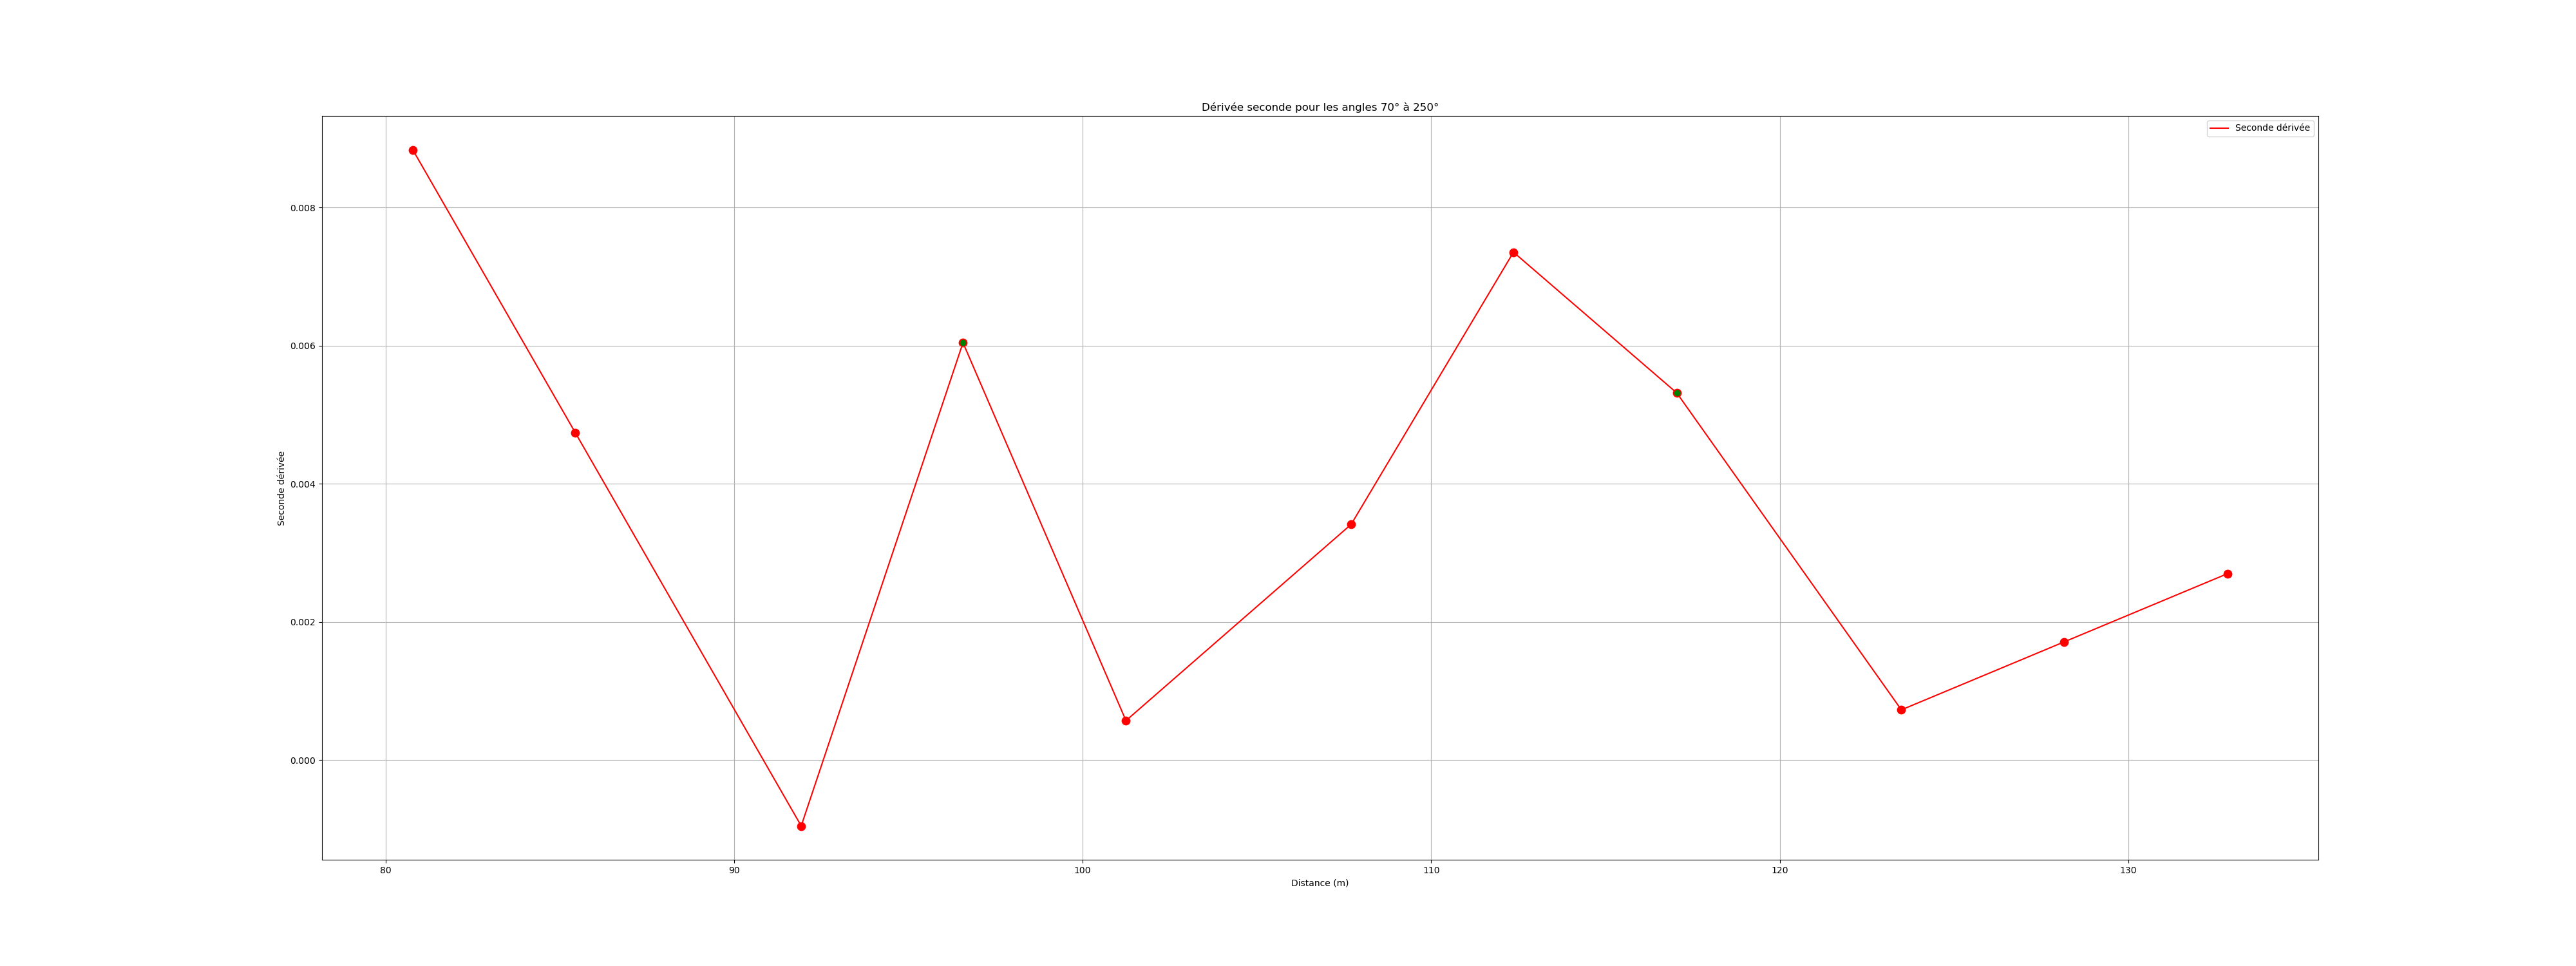 Dérivée seconde pour les angles 70° à 250°
Seconde dérivée
0.008
0.006
0.004
0.002
0.000
Seconde dérivée
80 90 100 110 120 130
Distance (m)